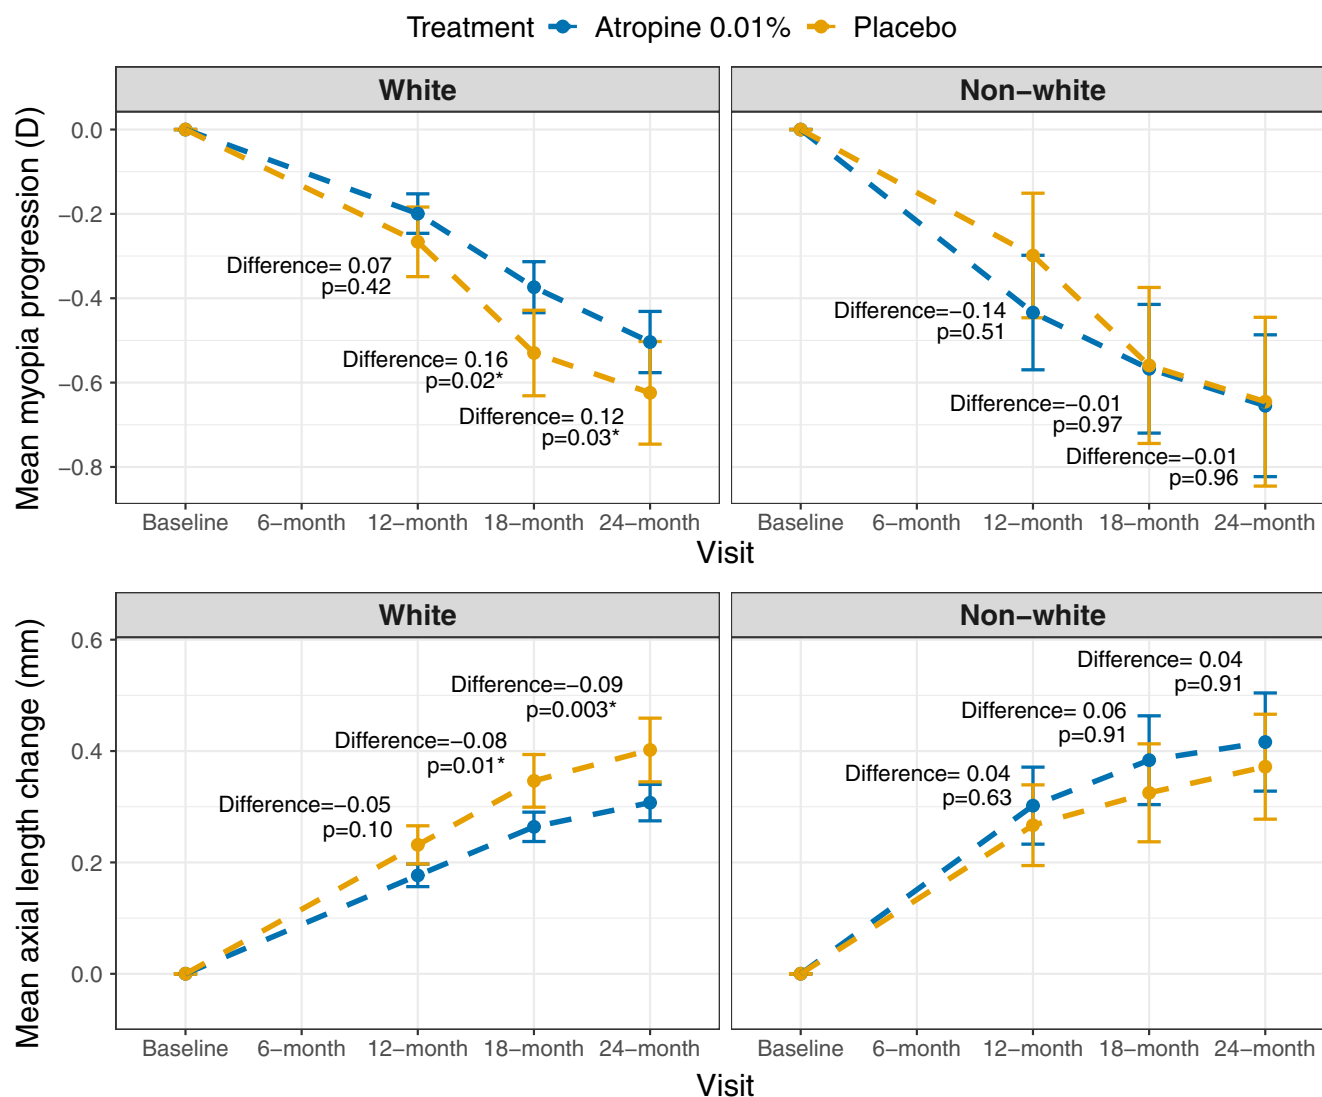 Treatment Atropine 0.01% Placebo
White
Non−white
Mean myopia progression (D)
0.0
−0.2
−0.4
−0.6
−0.8
Difference= 0.07
p=0.42
Difference= 0.16
p=0.02*
Difference= 0.12
p=0.03*
Difference=−0.14
p=0.51
Difference=−0.01
p=0.97
Difference=−0.01
p=0.96
Baseline 6−month 12−month 18−month 24−month
Baseline 6−month 12−month 18−month 24−month
Visit
White
Non−white
Mean axial length change (mm)
0.6
0.4
0.2
0.0
Difference=−0.09
p=0.003*
Difference=−0.08
p=0.01*
Difference=−0.05
p=0.10
Difference= 0.04
p=0.91
Difference= 0.06
p=0.91
Difference= 0.04
p=0.63
Baseline 6−month 12−month 18−month 24−month
Baseline 6−month 12−month 18−month 24−month
Visit